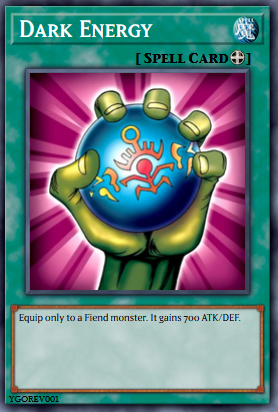 Dark Energy
[Spell Card]
Equip only to a Fiend monster. It gains 700 ATK/DEF.
YGOREV001